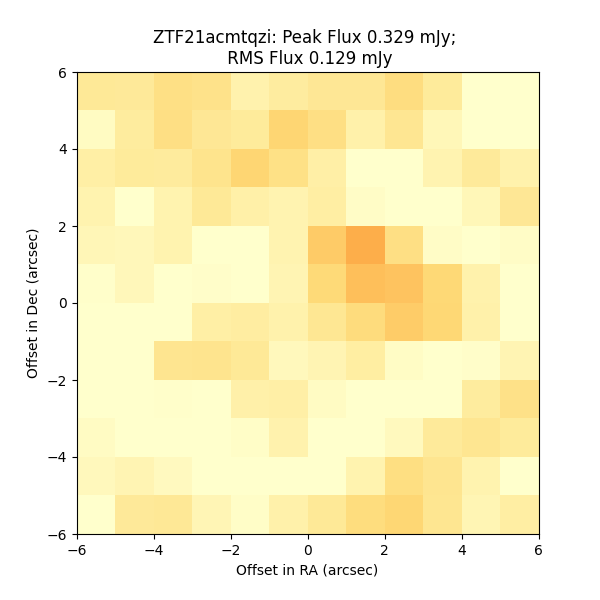 ZTF21acmtqzi: Peak Flux 0.329 mJy;
RMS Flux 0.129 mJy
6
4
2
0
−2
−4
−6
Offset in Dec (arcsec)
−6 −4 −2 0 2 4 6
Offset in RA (arcsec)